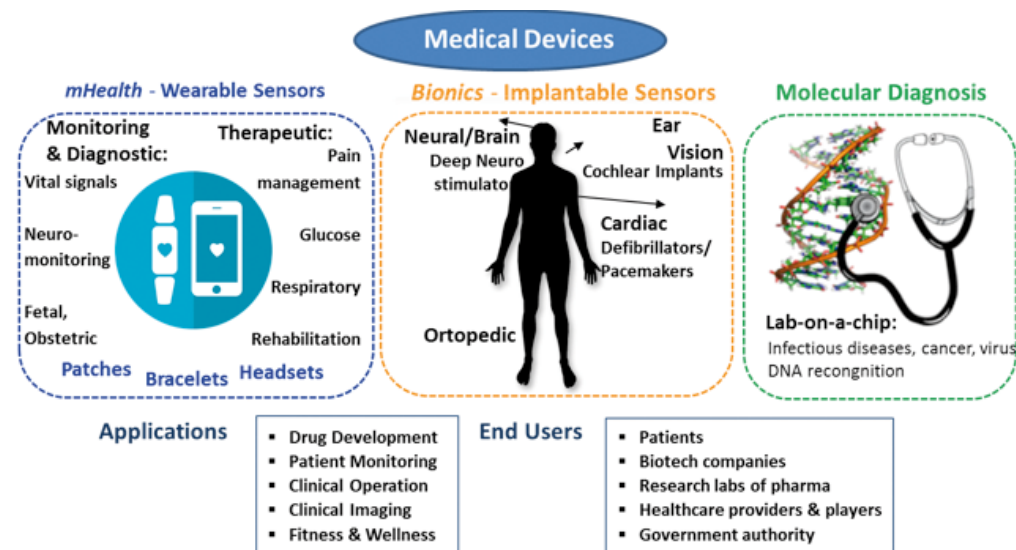 Medical Devices
mHealth - Wearable Sensors
Monitoring
& Diagnostic:
Vital signals
Neuro-
monitoring
Fetal,
Obstetric
Therapeutic:
Pain
management
Glucose
Respiratory
Rehabilitation
Patches
Bracelets
Headsets
Bionics - Implantable Sensors
Neural/Brain
Deep Neuro
stimulato
Ear
Vision
Cochlear Implants
Cardiac
Defibrillators/
Pacemakers
Ortopedic
Molecular Diagnosis
Lab-on-a-chip:
Infectious diseases, cancer, virus
DNA recongnition
Applications
▪ Drug Development
▪ Patient Monitoring
▪ Clinical Operation
▪ Clinical Imaging
▪ Fitness & Wellness
End Users
▪ Patients
▪ Biotech companies
▪ Research labs of pharma
▪ Healthcare providers & players
▪ Government authority